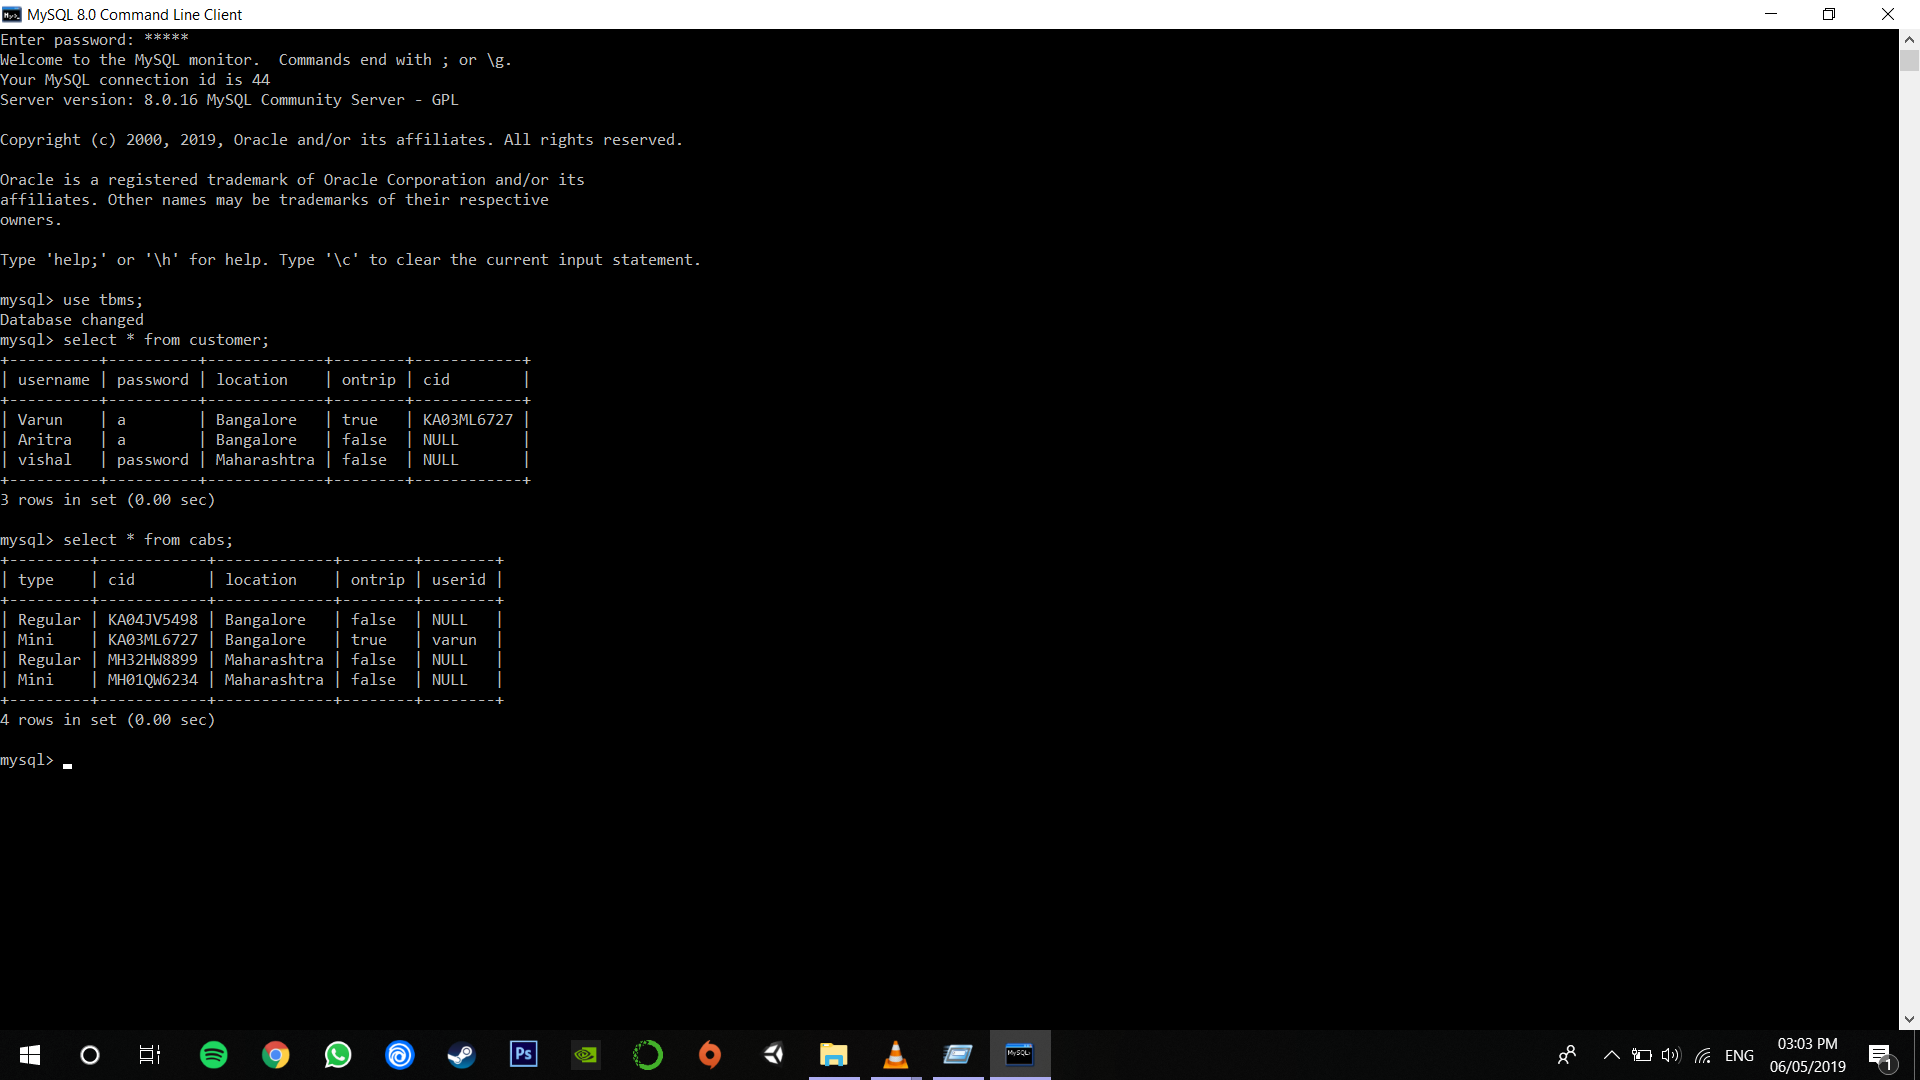 MySQL 8.0 Command Line Client
Enter password: *****
Welcome to the MySQL monitor.  Commands end with ; or \g.
Your MySQL connection id is 44
Server version: 8.0.16 MySQL Community Server - GPL
Copyright (c) 2000, 2019, Oracle and/or its affiliates. All rights reserved.
Oracle is a registered trademark of Oracle Corporation and/or its
affiliates. Other names may be trademarks of their respective
owners.
Type 'help;' or '\h' for help. Type '\c' to clear the current input statement.
mysql> use tbms;
Database changed
mysql> select * from customer;
+----------+----------+-------------+--------+------------+
| username | password | location    | ontrip | cid        |
+----------+----------+-------------+--------+------------+
| Varun    | a        | Bangalore   | true   | KA03ML6727 |
| Aritra   | a        | Bangalore   | false  | NULL       |
| vishal   | password | Maharashtra | false  | NULL       |
+----------+----------+-------------+--------+------------+
3 rows in set (0.00 sec)
mysql> select * from cabs;
+---------+------------+-------------+--------+--------+
| type    | cid        | location    | ontrip | userid |
+---------+------------+-------------+--------+--------+
| Regular | KA04JV5498 | Bangalore   | false  | NULL   |
| Mini    | KA03ML6727 | Bangalore   | true   | varun  |
| Regular | MH32HW8899 | Maharashtra | false  | NULL   |
| Mini    | MH01QW6234 | Maharashtra | false  | NULL   |
+---------+------------+-------------+--------+--------+
4 rows in set (0.00 sec)
mysql>
Ps
MySQL
ENG
03:03 PM
06/05/2019
1